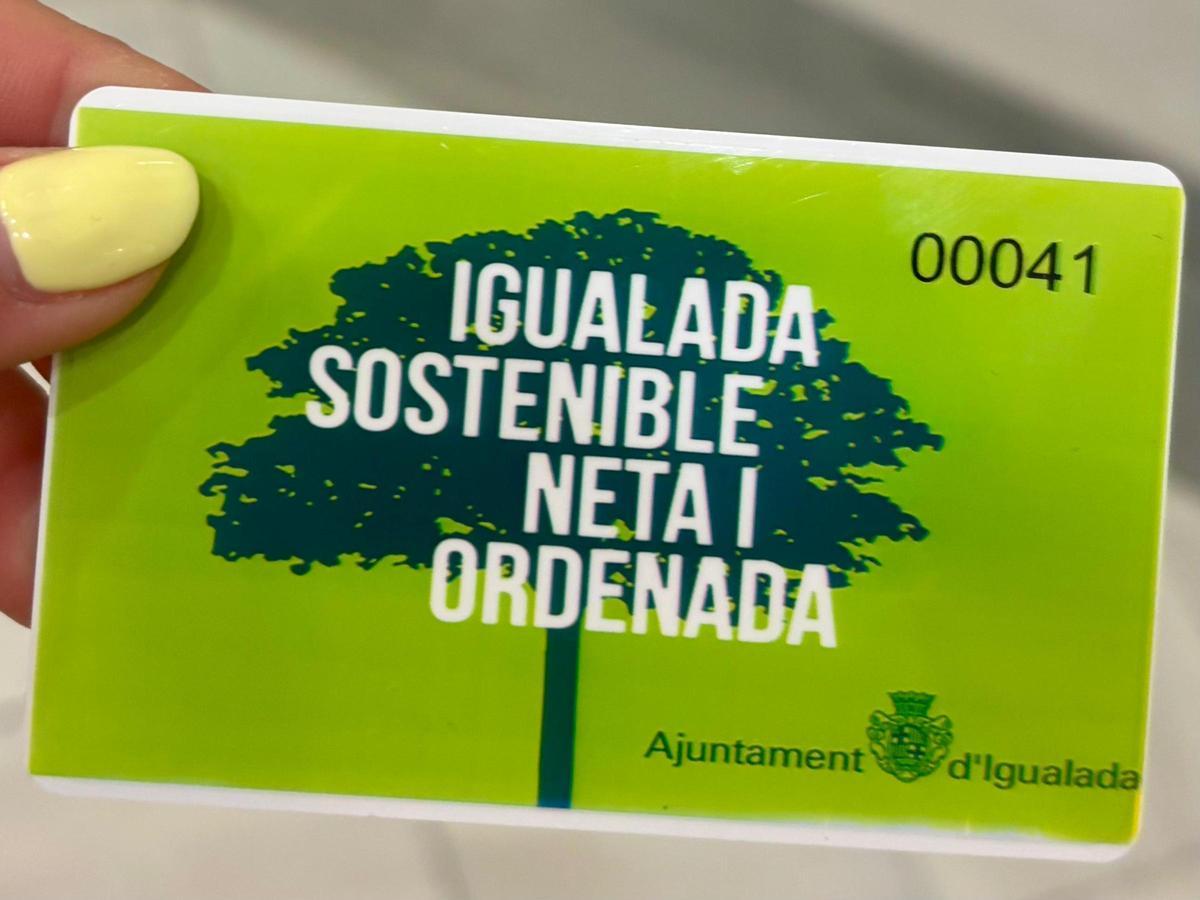 00041
IGUALADA
SOSTENIBLE
NETA I
ORDENADA
Ajuntament d'Igualada